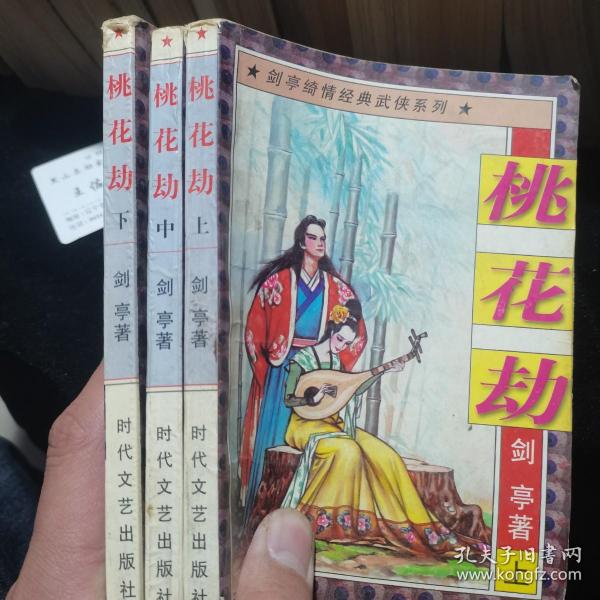 桃花劫 下 剑亭著 时代文艺出版社
桃花劫 中 剑亭著 时代文艺出版社
桃花劫 上 剑亭著 时代文艺出版社
★ 剑亭绮情经典武侠系列 ★
桃花劫
剑亭著
上
孔夫子旧书网
www.kongfz.com